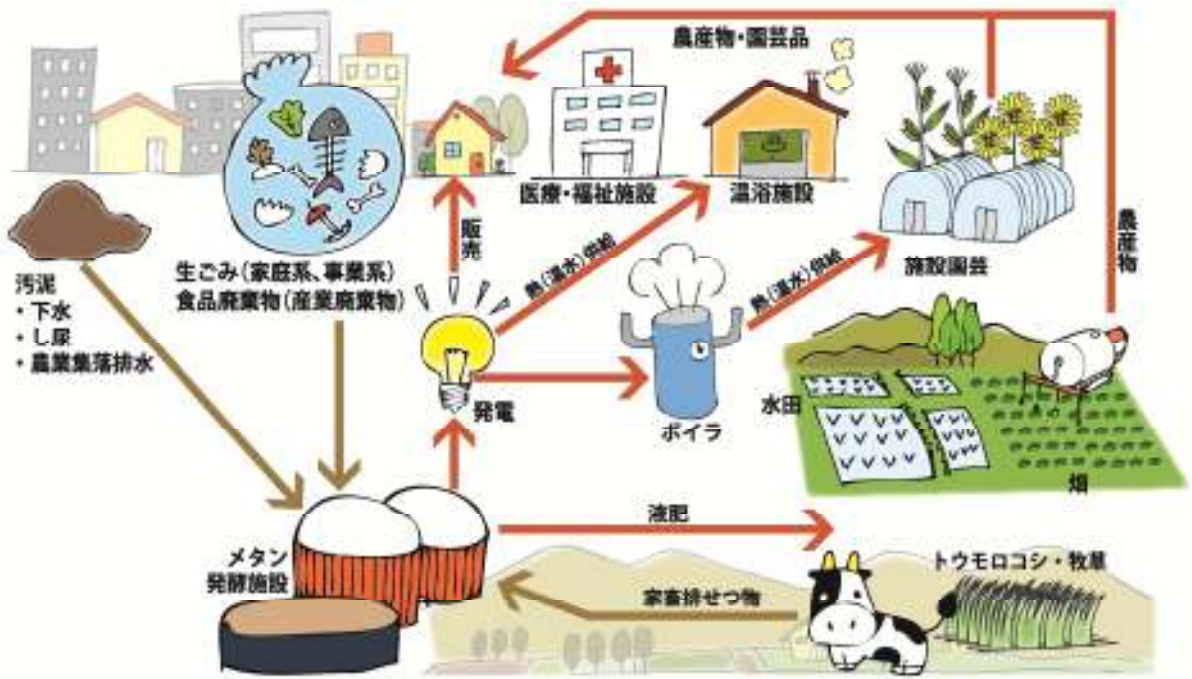 農産物・園芸品
医療・福祉施設
温浴施設
施設園芸
農産物
販売
熱(温水)供給
熱(温水)供給
汚泥
・下水
・し尿
・農業集落排水
生ごみ(家庭系、事業系)
食品廃棄物(産業廃棄物)
発電
ボイラ
水田
畑
メタン
発酵施設
液肥
家畜排せつ物
トウモロコシ・牧草